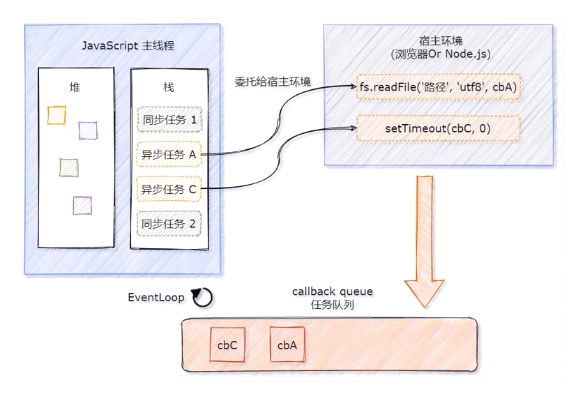 JavaScript 主线程
堆
栈
同步任务 1
异步任务 A
异步任务 C
同步任务 2
委托给宿主环境
宿主环境
(浏览器Or Node.js)
fs.readFile('路径', 'utf8', cbA)
setTimeout(cbC, 0)
EventLoop
callback queue
任务队列
cbC
cbA